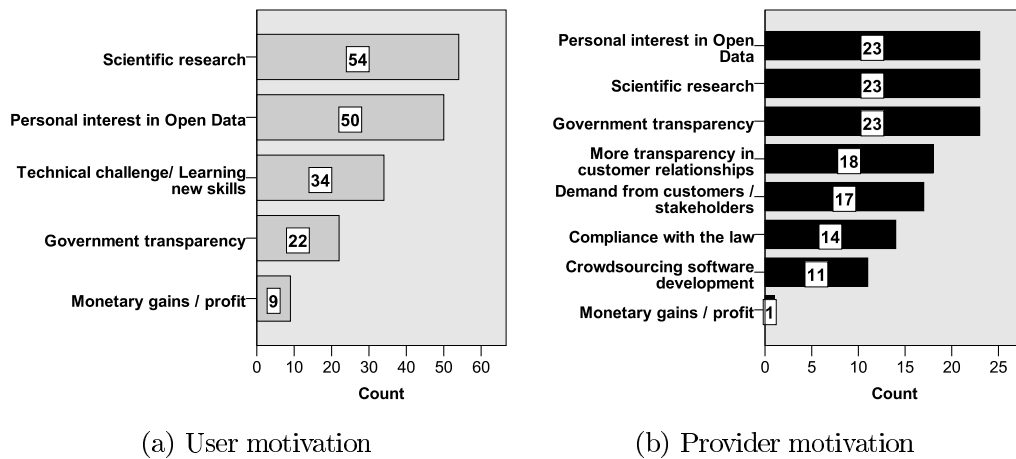 Scientific research
54
Personal interest in Open Data
50
Technical challenge/ Learning
new skills
34
Government transparency
22
Monetary gains / profit
9
0 10 20 30 40 50 60
Count
(a) User motivation
Personal interest in Open
Data
23
Scientific research
23
Government transparency
23
More transparency in
customer relationships
18
Demand from customers /
stakeholders
17
Compliance with the law
14
Crowdsourcing software
development
11
Monetary gains / profit
1
0 5 10 15 20 25
Count
(b) Provider motivation